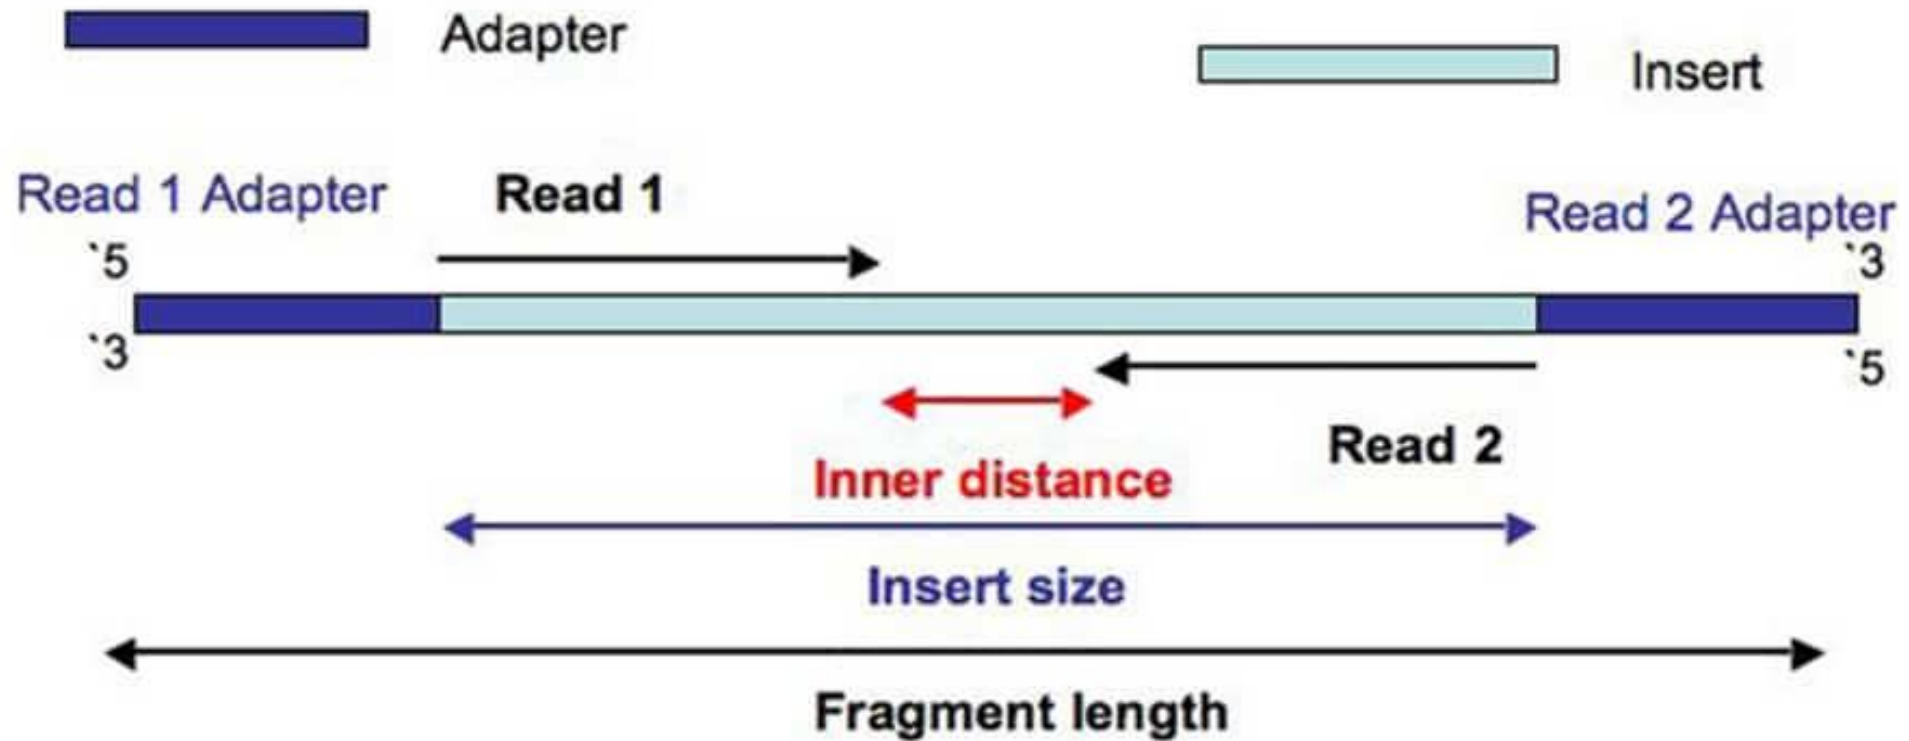 Adapter
Insert
Read 1 Adapter
Read 1
Read 2 Adapter
`5
`3
`3
`5
Inner distance
Read 2
Insert size
Fragment length